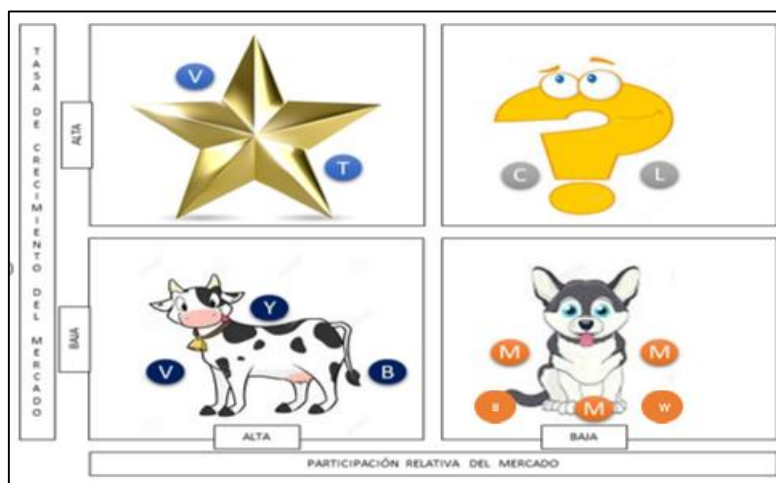 TASA DE CRECIMIENTO DEL MERCADO
ALTA
V
T
C
L
BAJA
Y
V
B
M
M
B
M
W
ALTA
BAJA
PARTICIPACIÓN RELATIVA DEL MERCADO